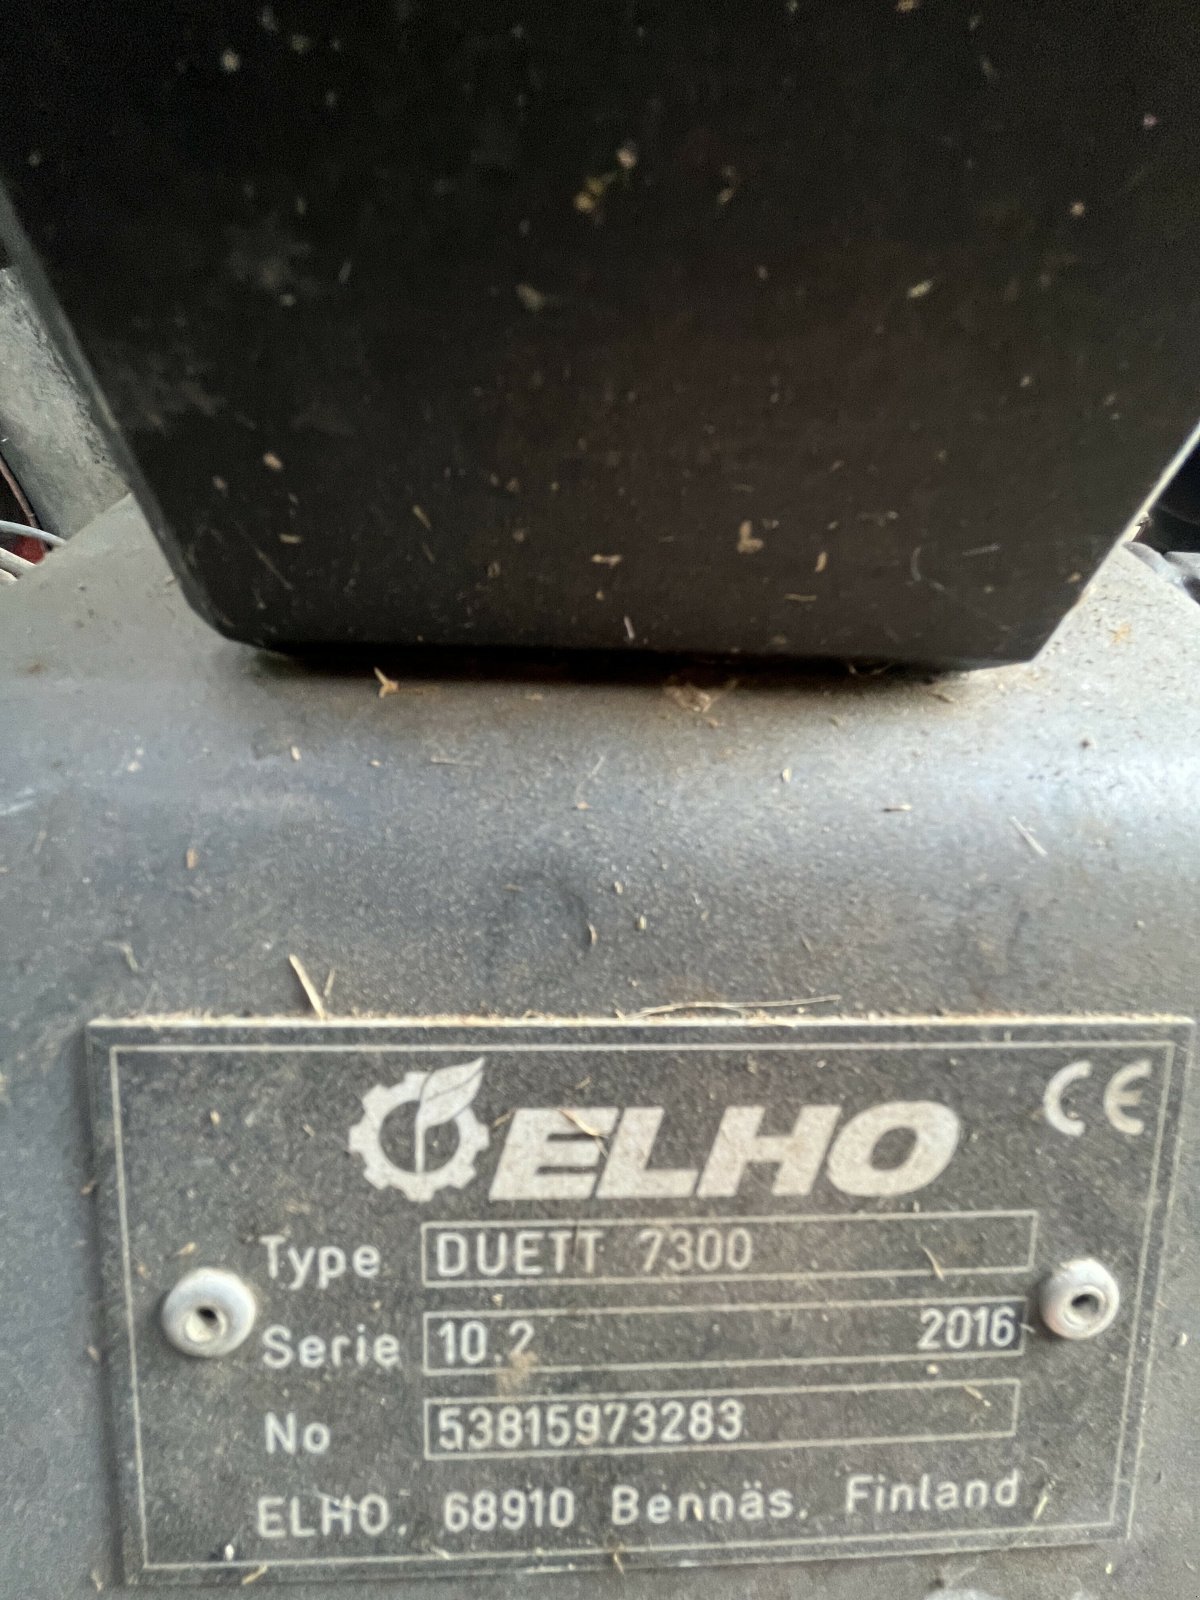 ELHO CE
Type DUETT 7300
Serie 10.2 2016
No 53815973283
ELHO. 68910 Bennäs. Finland